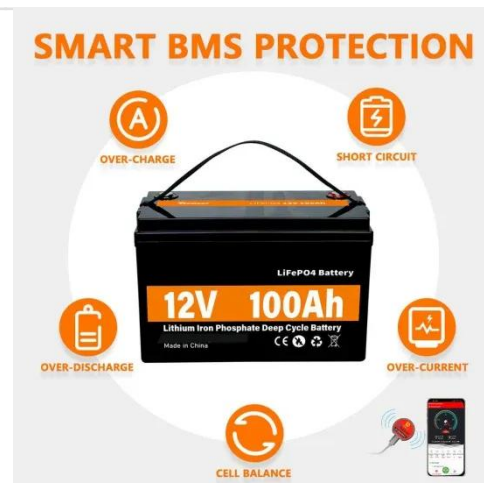 SMART BMS PROTECTION
A
OVER-CHARGE
SHORT CIRCUIT
LiFePO4 Battery
12V 100Ah
Lithium Iron Phosphate Deep Cycle Battery
Made in China
CE
OVER-DISCHARGE
OVER-CURRENT
CELL BALANCE